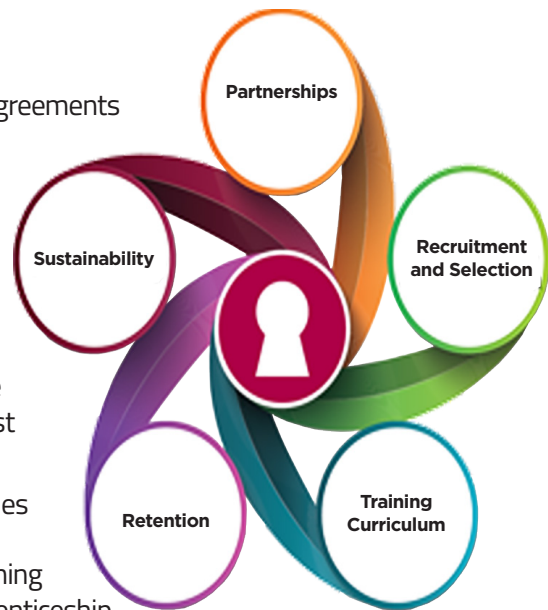 Partnerships
greements
Sustainability
Recruitment
and Selection
st
es
Training
Curriculum
Retention
ning